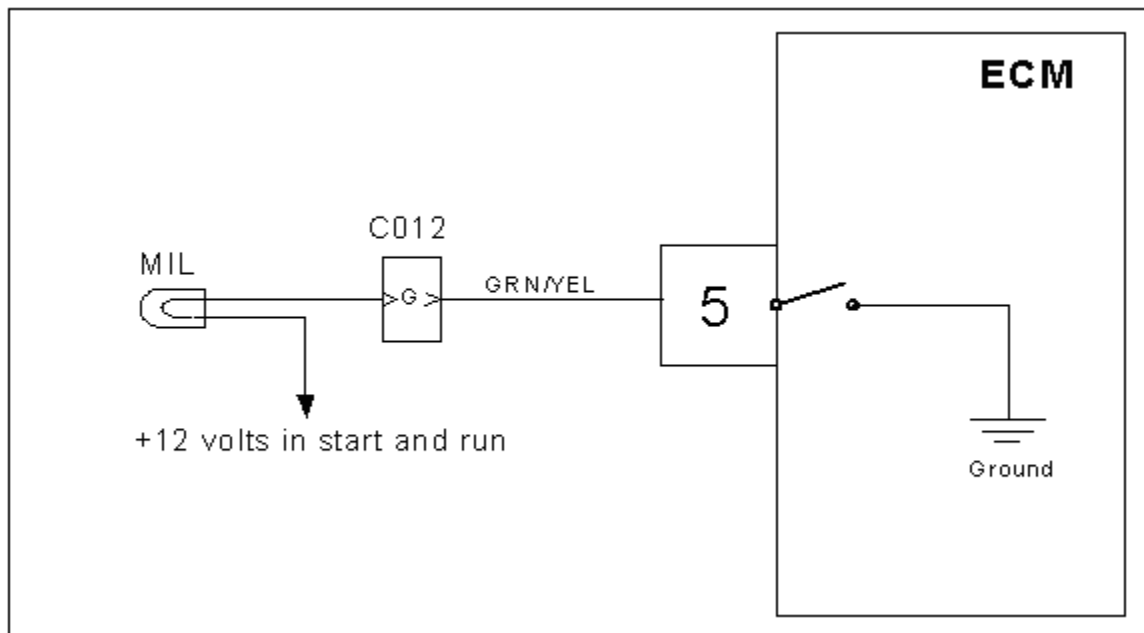 ECM
C012
MIL
>G>
GRN/YEL
5
+12 volts in start and run
Ground